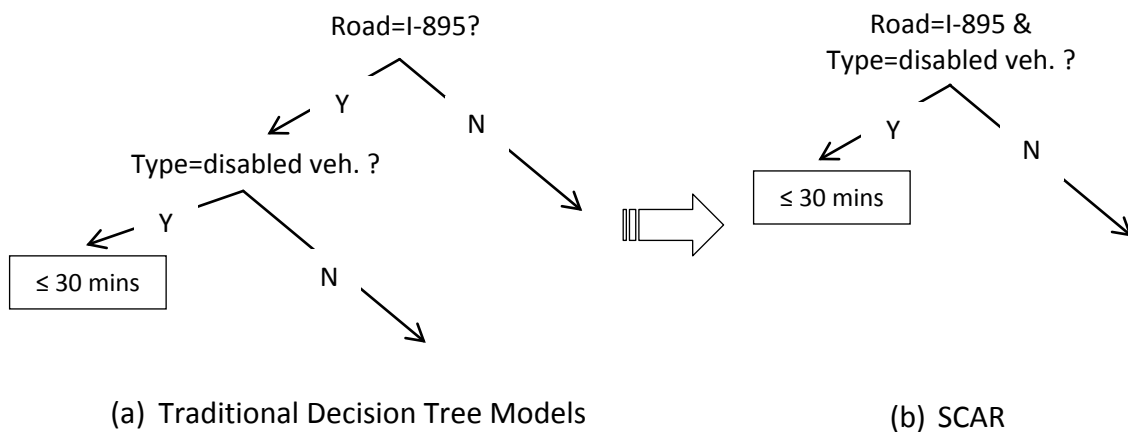 Road=I-895?
Y
N
Type=disabled veh. ?
Y
N
≤ 30 mins
(a) Traditional Decision Tree Models
Road=I-895 &
Type=disabled veh. ?
Y
N
≤ 30 mins
(b) SCAR